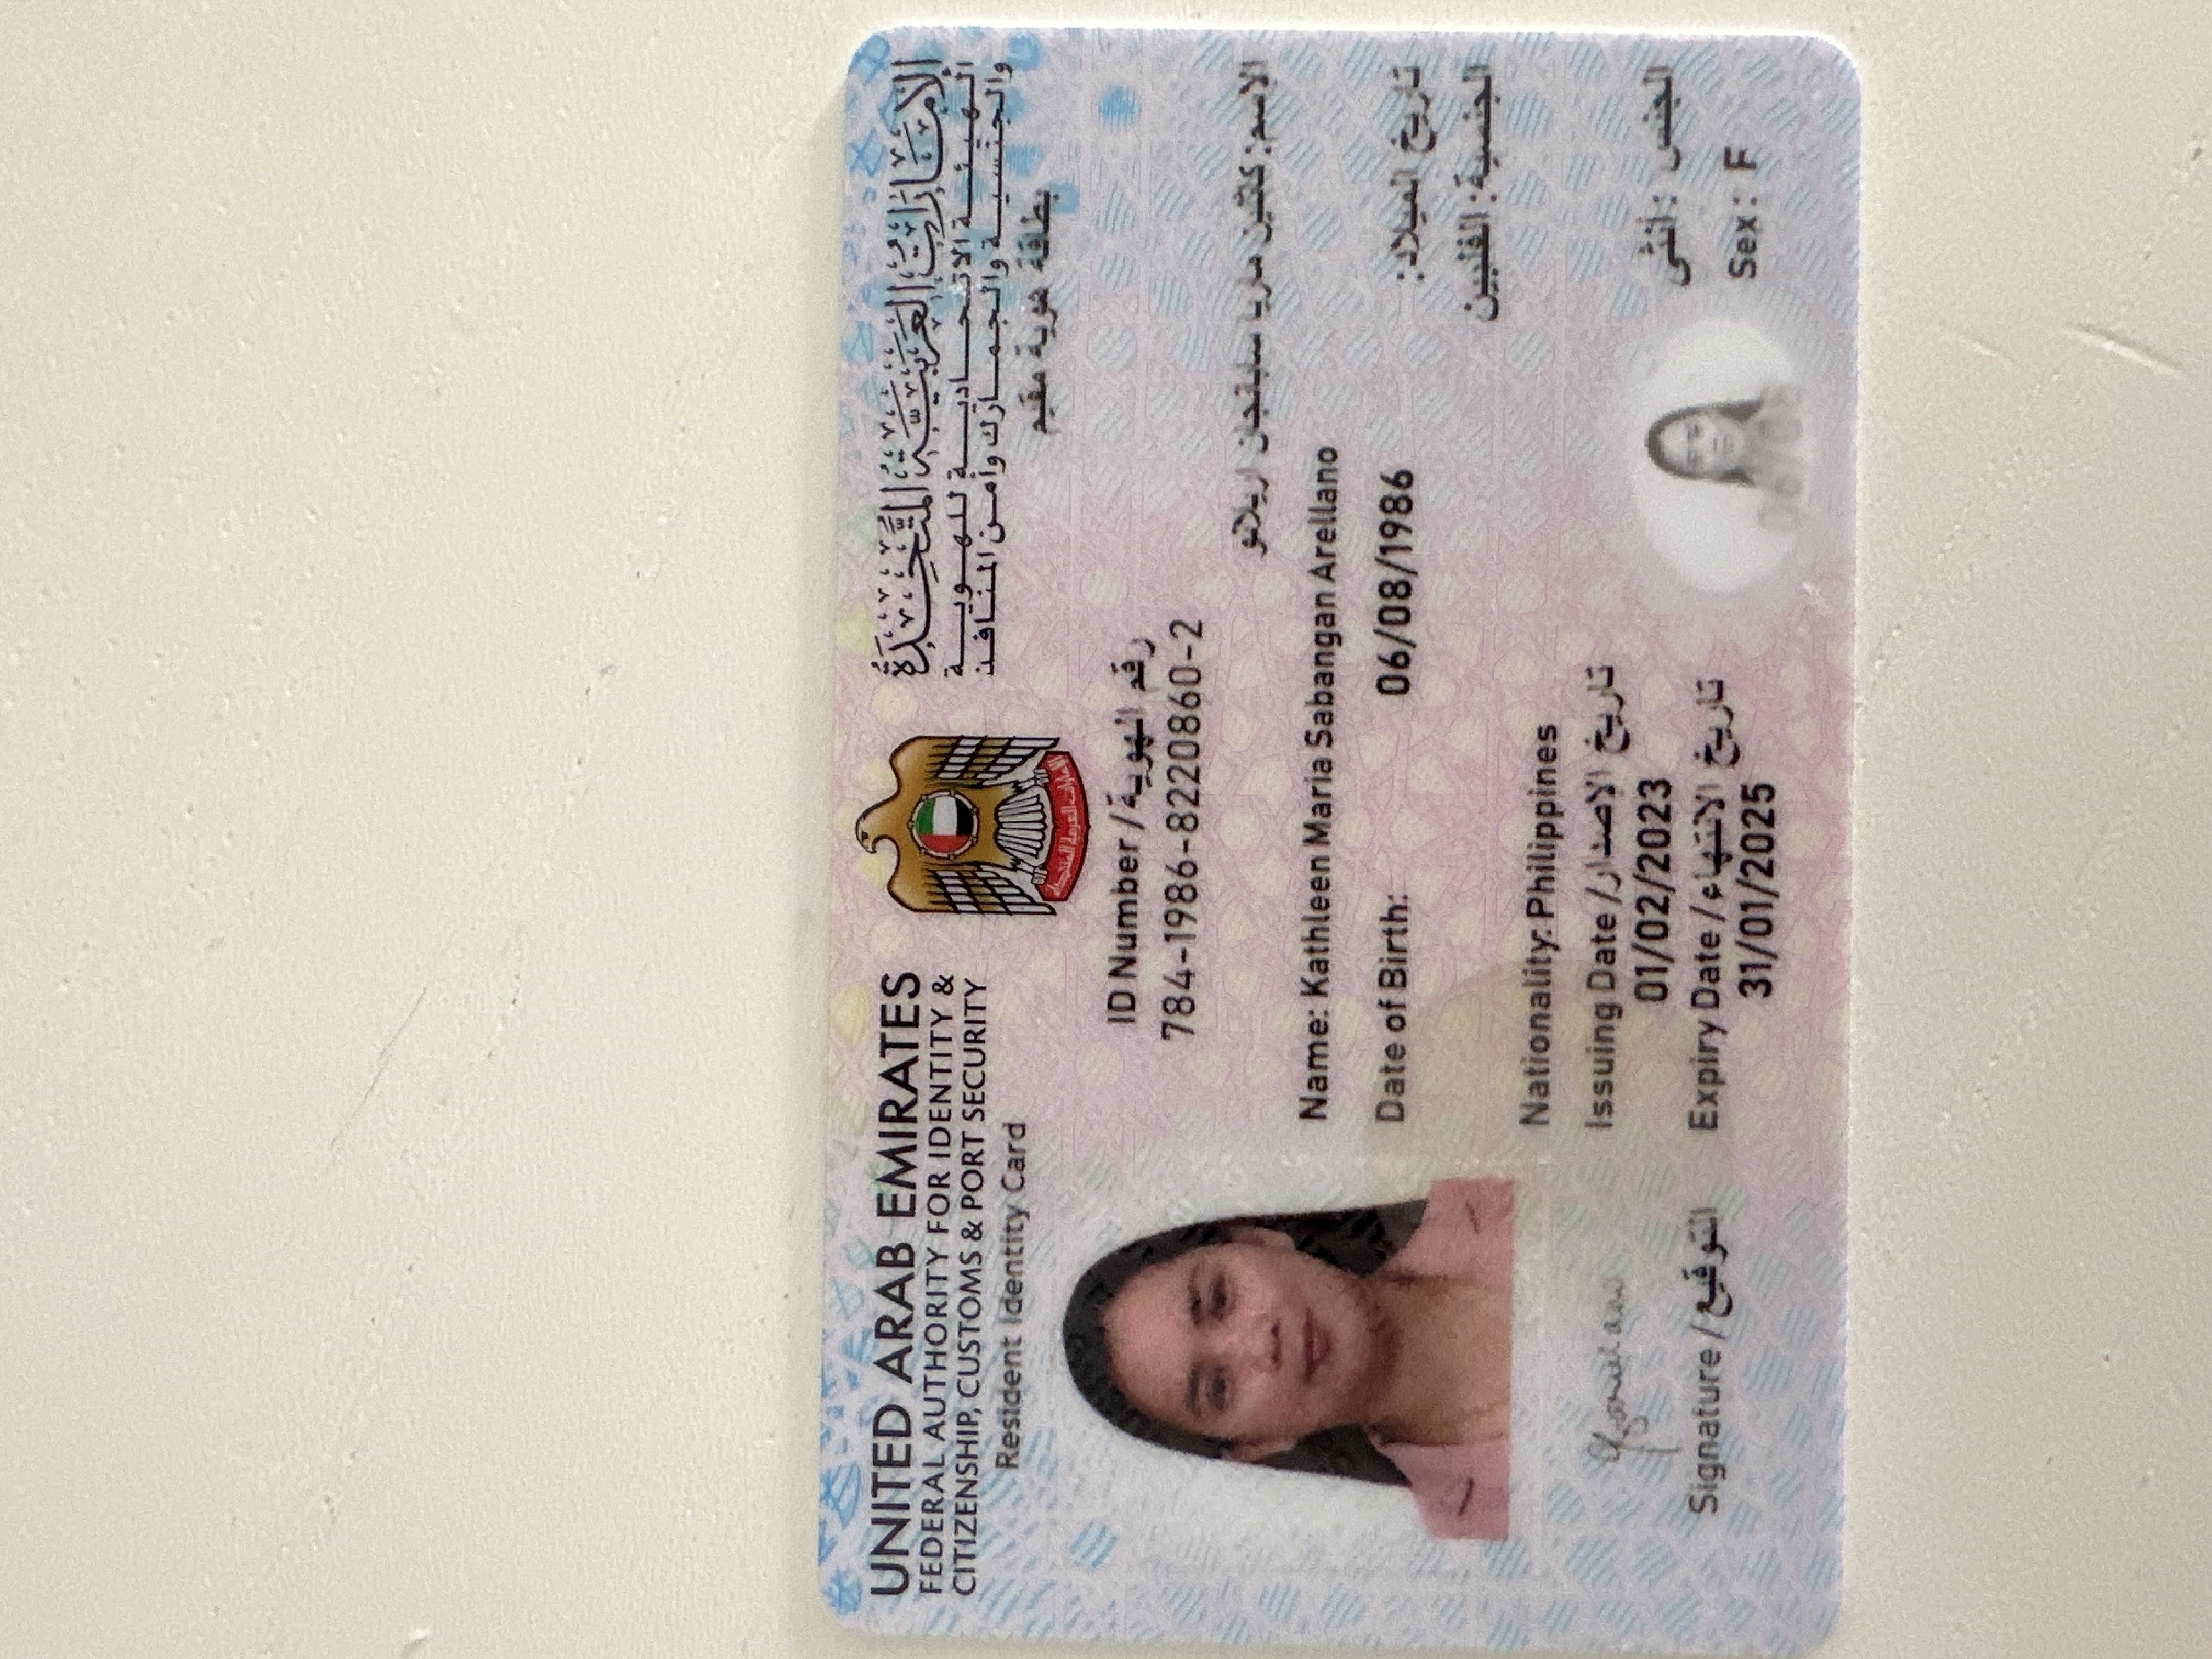 UNITED ARAB EMIRATES
FEDERAL AUTHORITY FOR IDENTITY &
CITIZENSHIP, CUSTOMS & PORT SECURITY
Resident Identity Card
الإمارات العربية المتحدة
الهيئة الاتحادية للهوية
والجنسية والجمارك وأمن المنافذ
بطاقة هوية مقيم
الإمارات العربية المتحدة
ID Number / رقم الهوية
784-1986-8220860-2
الإسم: كاثلين ماريا سابانجان اريلانو
Name: Kathleen Maria Sabangan Arellano
Date of Birth: 06/08/1986 تاريخ الميلاد:
الجنسية: الفلبين
Nationality: Philippines
Issuing Date / تاريخ الإصدار
01/02/2023
Expiry Date / تاريخ الانتهاء
31/01/2025
Signature / التوقيع
الجنس : أنثى
Sex: F